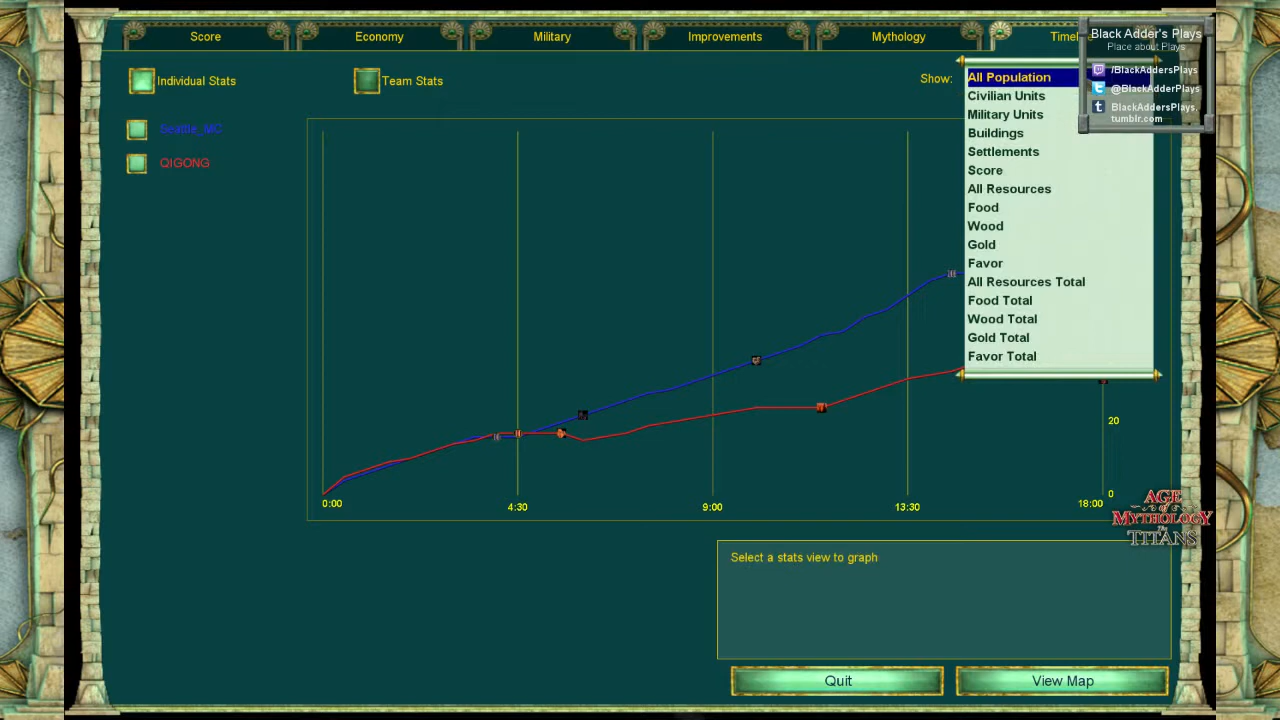 Score
Economy
Military
Improvements
Mythology
Black Adder's Plays
Place about Plays
/BlackAddersPlays
@BlackAdderPlays
BlackAddersPlays.
tumblr.com
Individual Stats
Team Stats
Show:
All Population
Civilian Units
Military Units
Buildings
Settlements
Score
All Resources
Food
Wood
Gold
Favor
All Resources Total
Food Total
Wood Total
Gold Total
Favor Total
QIGONG
20
0
0:00
4:30
9:00
13:30
18:00
AGE
of
MYTHOLOGY
The
TITANS
Select a stats view to graph
Quit
View Map